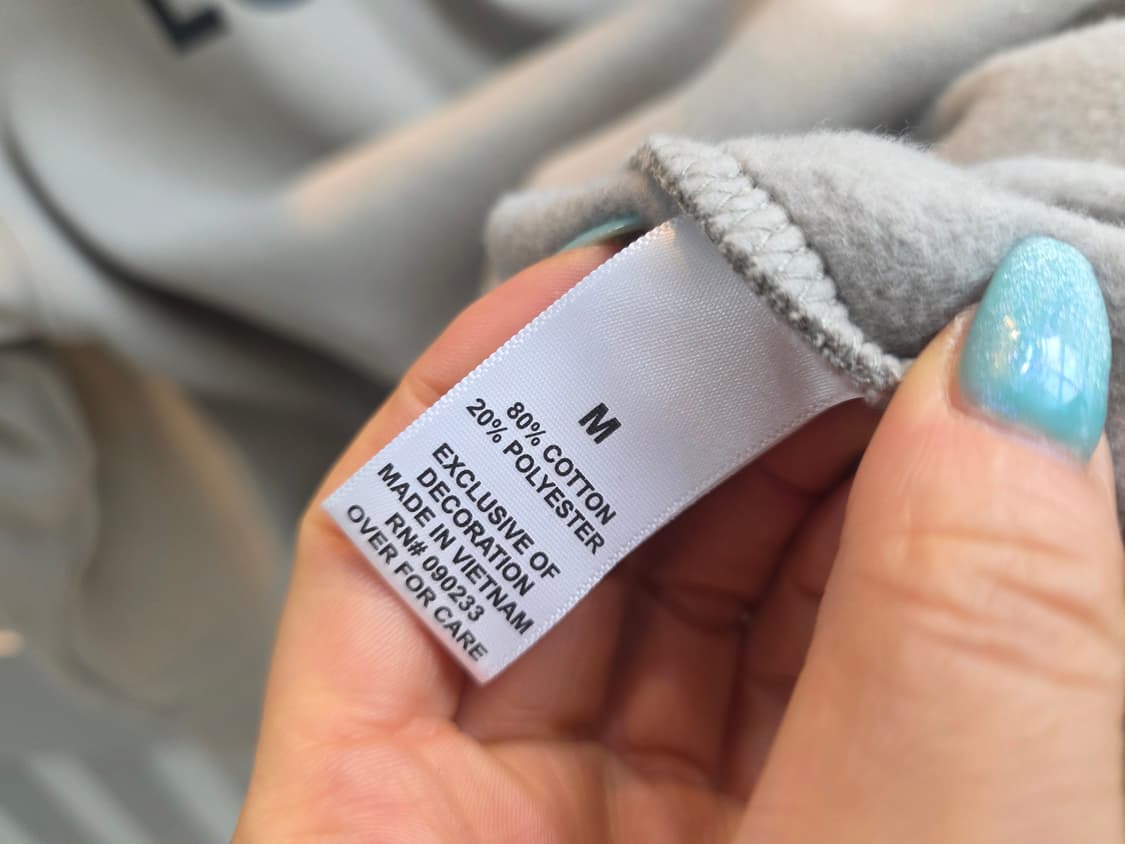 M
80% COTTON
20% POLYESTER
EXCLUSIVE OF
DECORATION
MADE IN VIETNAM
RN# 090233
OVER FOR CARE